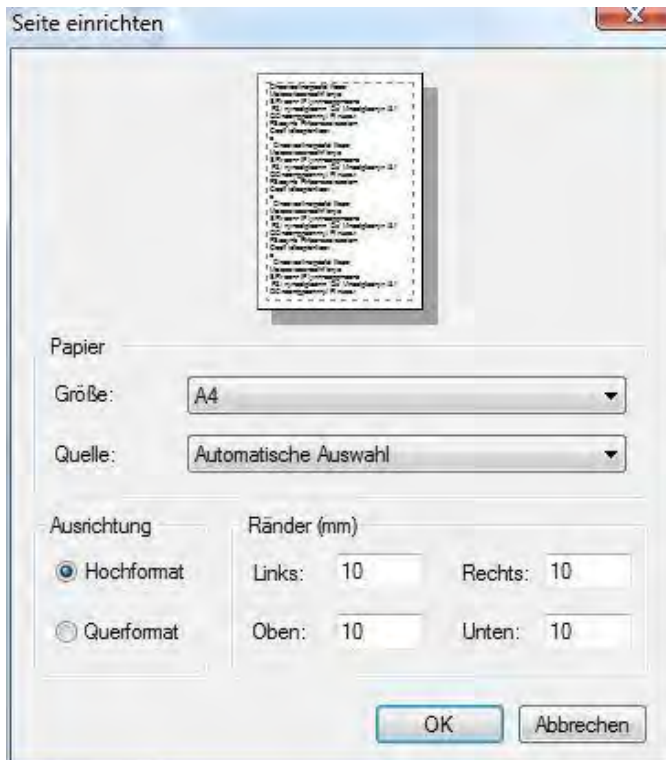 Seite einrichten
Papier
Größe:
A4
Quelle:
Automatische Auswahl
Ausrichtung
Hochformat
Querformat
Ränder (mm)
Links: 10 Rechts: 10
Oben: 10 Unten: 10
OK Abbrechen